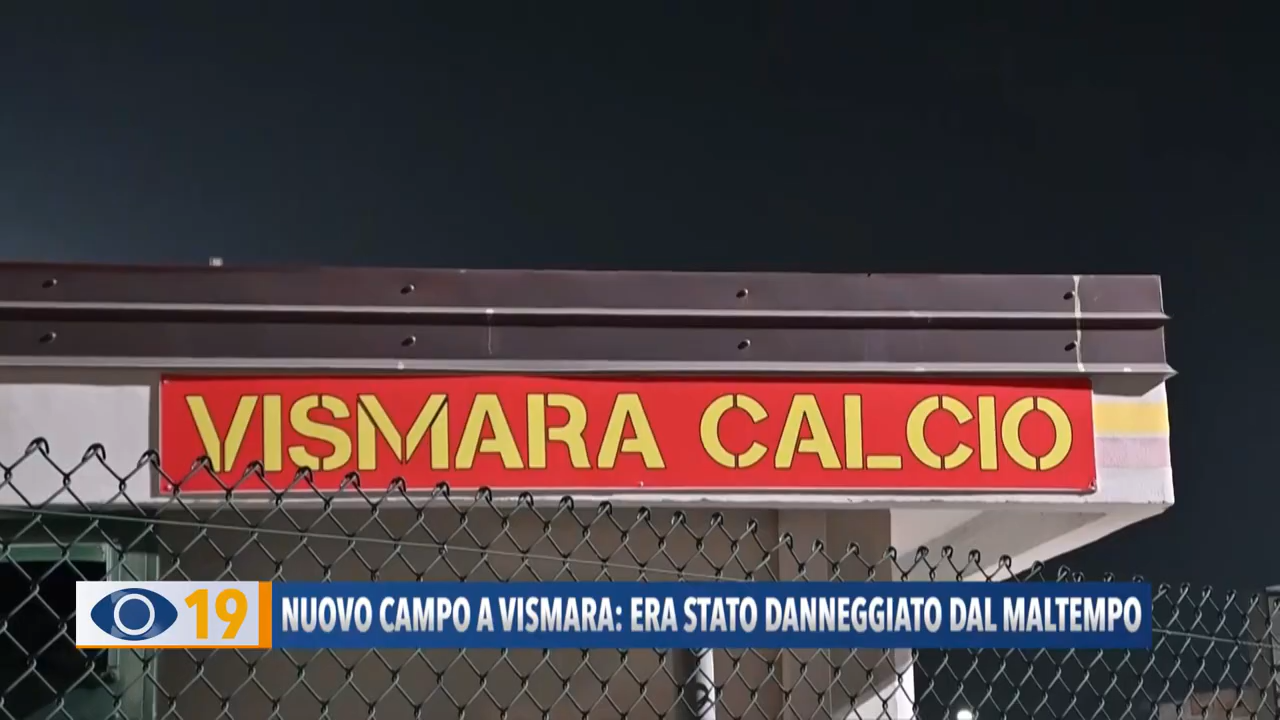 VISMARA CALCIO
19
NUOVO CAMPO A VISMARA: ERA STATO DANNEGGIATO DAL MALTEMPO